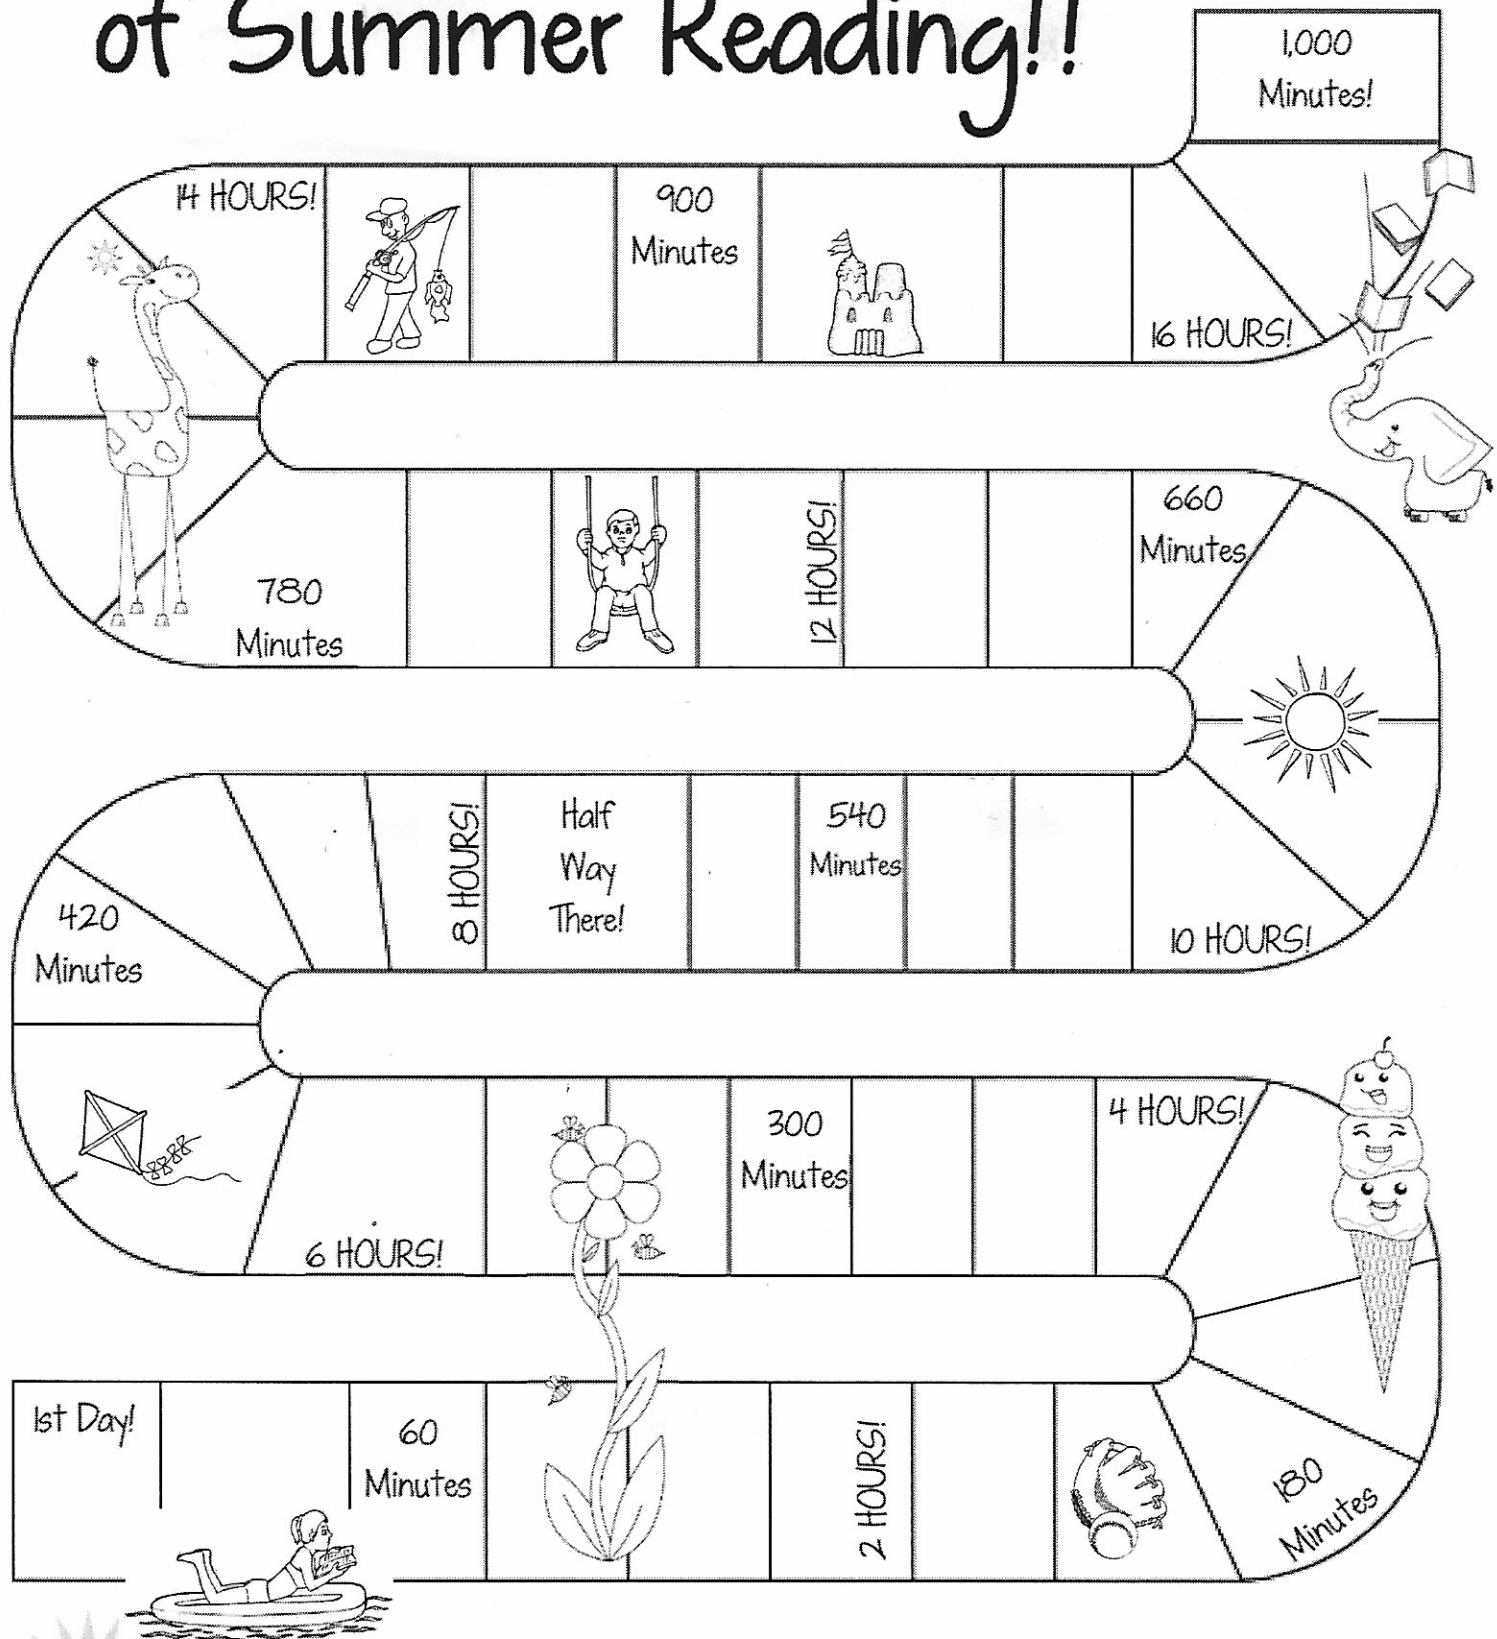 of Summer Reading!!
1,000
Minutes!
14 HOURS!
900
Minutes
16 HOURS!
660
Minutes
12 HOURS!
780
Minutes
8 HOURS!
Half
Way
There!
540
Minutes
10 HOURS!
420
Minutes
6 HOURS!
300
Minutes
4 HOURS!
1st Day!
60
Minutes
2 HOURS!
180
Minutes